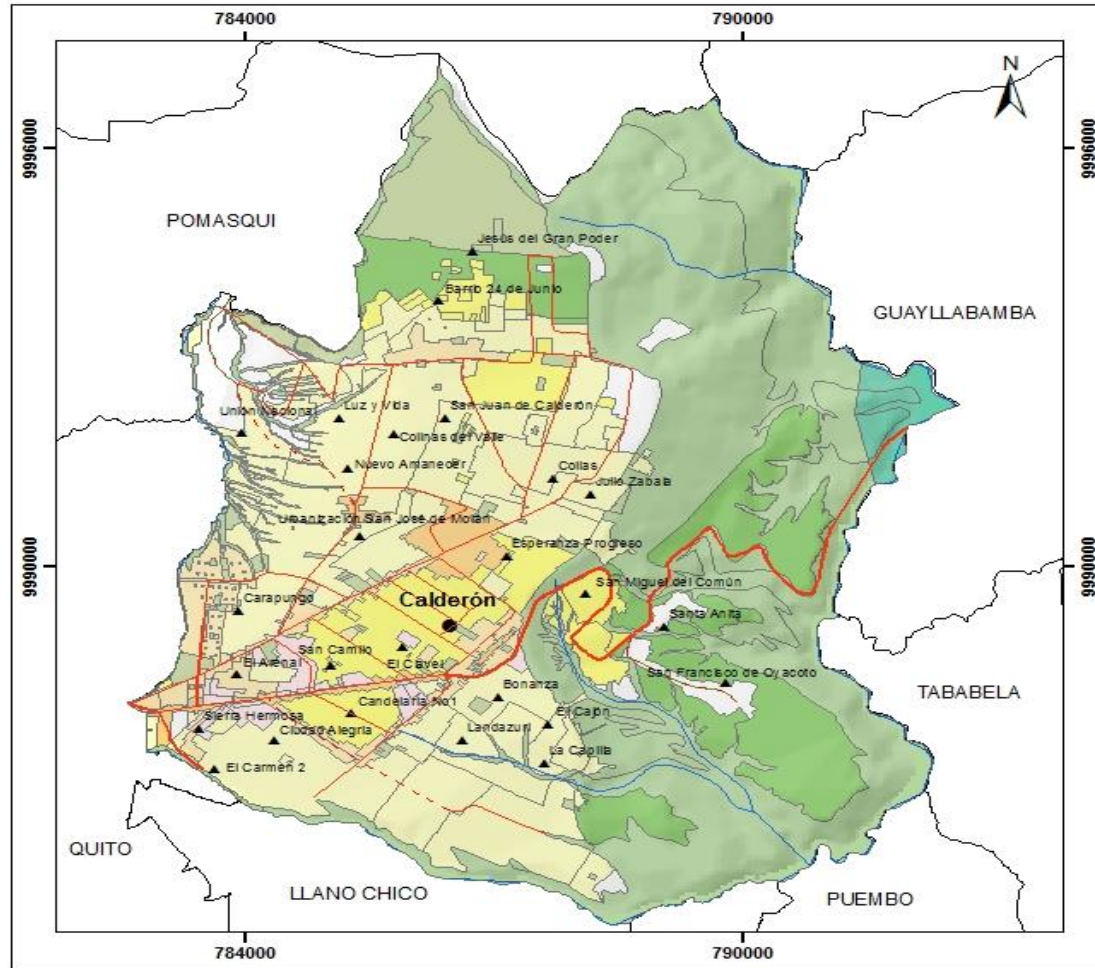 784000
790000
N
9996000
9996000
POMASQUI
Jesús del Gran Poder
Barrio 24 de Junio
GUAYLLABAMBA
Unión Nacional
Luz y Vida
San Juan de Calderón
Colinas del Valle
Nuevo Amanecer
Collas
Julio Zabala
Urbanización San José de Morán
Esperanza Progreso
9990000
9990000
San Miguel del Común
Carapungo
Calderón
Santa Anita
San Camilo
El Clavel
El Arenal
San Francisco de Oyacoto
TABABELA
Bonanza
Candelaria No1
Sierra Hermosa
El Cajón
Ciudad Alegría
Landazuri
La Capilla
El Carmen 2
QUITO
LLANO CHICO
PUEMBO
784000
790000